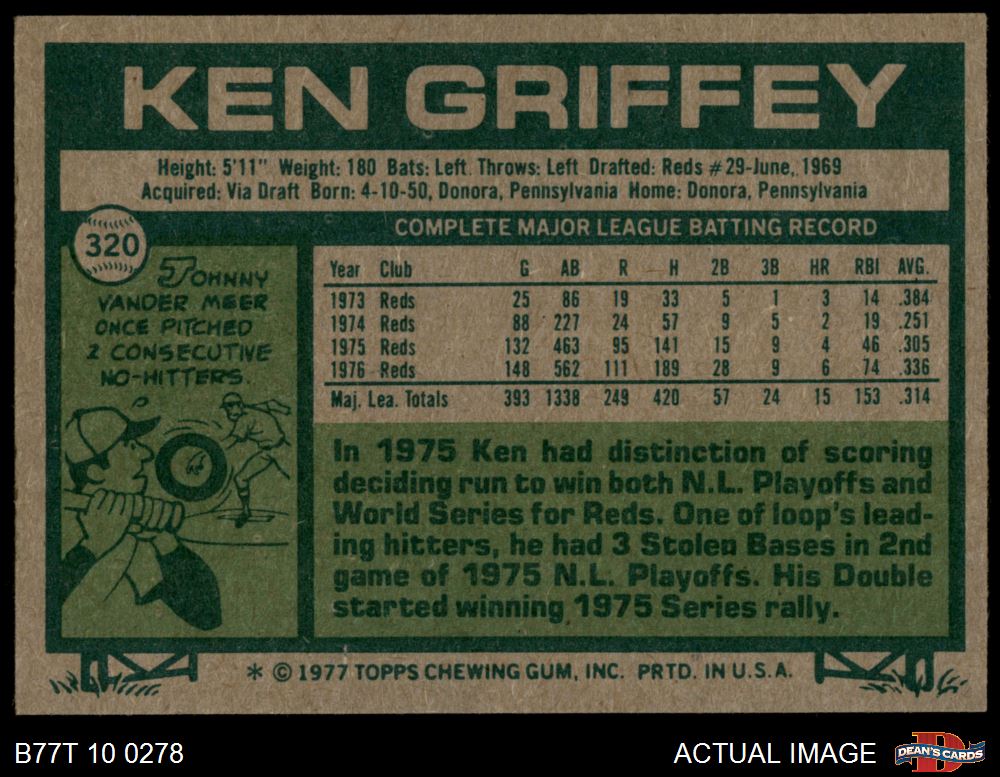 KEN GRIFFEY
Height: 5'11" Weight: 180 Bats: Left Throws: Left Drafted: Reds #29-June, 1969
Acquired: Via Draft Born: 4-10-50, Donora, Pennsylvania Home: Donora, Pennsylvania
320
JOHNNY
VANDER MEER
ONCE PITCHED
2 CONSECUTIVE
NO-HITTERS.
COMPLETE MAJOR LEAGUE BATTING RECORD
Year Club G AB R H 2B 3B HR RBI AVG.
1973 Reds 25 86 19 33 5 1 3 14 .384
1974 Reds 88 227 24 57 9 5 2 19 .251
1975 Reds 132 463 95 141 15 9 4 46 .305
1976 Reds 148 562 111 189 28 9 6 74 .336
Maj. Lea. Totals 393 1338 249 420 57 24 15 153 .314
In 1975 Ken had distinction of scoring
deciding run to win both N.L. Playoffs and
World Series for Reds. One of loop's lead-
ing hitters, he had 3 Stolen Bases in 2nd
game of 1975 N.L. Playoffs. His Double
started winning 1975 Series rally.
* © 1977 TOPPS CHEWING GUM, INC. PRTD. IN U.S.A.
B77T 10 0278
ACTUAL IMAGE
D
DEAN'S CARDS